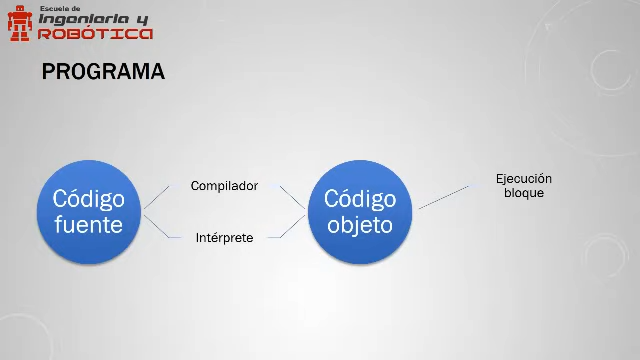 Escuela de
Ingeniería y
ROBÓTICA
PROGRAMA
Código
fuente
Compilador
Intérprete
Código
objeto
Ejecución
bloque